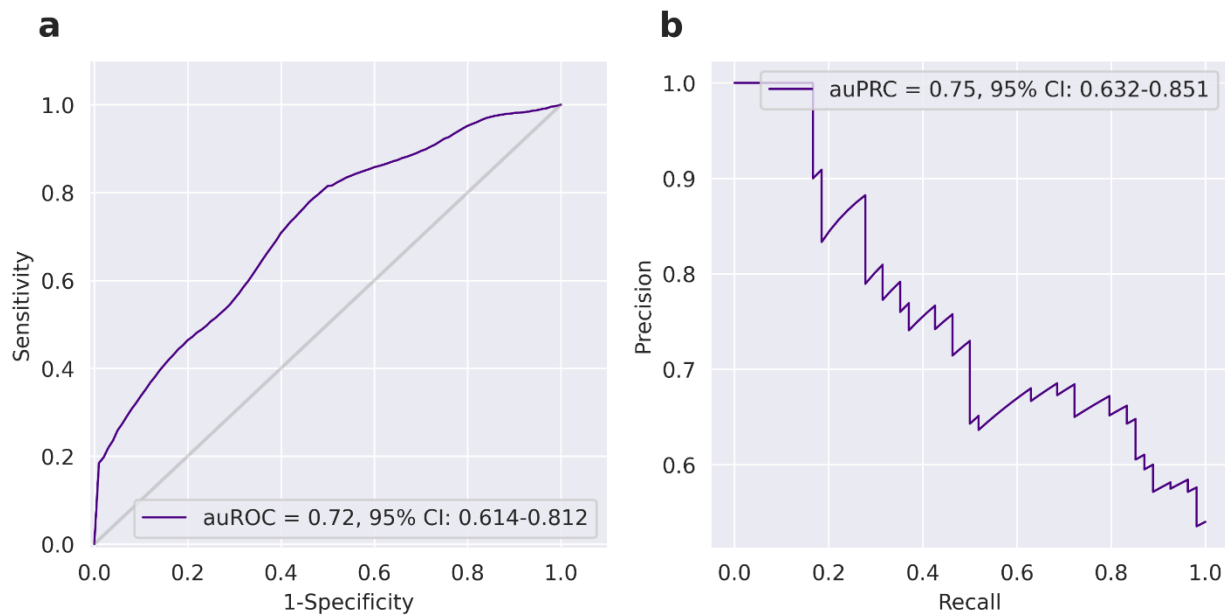 a
1.0
0.8
0.6
0.4
0.2
0.0
Sensitivity
auROC = 0.72, 95% CI: 0.614-0.812
0.0 0.2 0.4 0.6 0.8 1.0
1-Specificity
b
auPRC = 0.75, 95% CI: 0.632-0.851
1.0
0.9
0.8
0.7
0.6
Precision
0.0 0.2 0.4 0.6 0.8 1.0
Recall